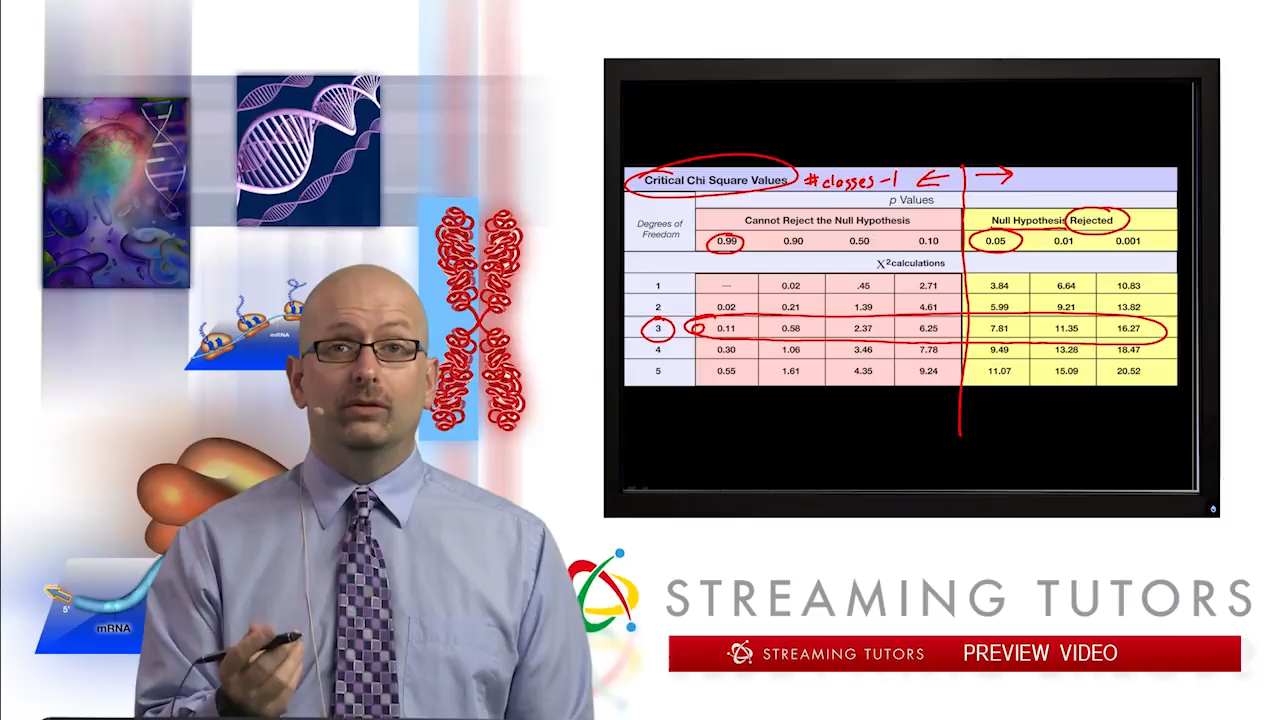 Critical Chi Square Values #classes-1 ← →
p Values
Degrees of Freedom
Cannot Reject the Null Hypothesis
Null Hypothesis Rejected
0.99 0.90 0.50 0.10 0.05 0.01 0.001
X² calculations
1 — 0.02 .45 2.71 3.84 6.64 10.83
2 0.02 0.21 1.39 4.61 5.99 9.21 13.82
3 0.11 0.58 2.37 6.25 7.81 11.35 16.27
4 0.30 1.06 3.46 7.78 9.49 13.28 18.47
5 0.55 1.61 4.35 9.24 11.07 15.09 20.52
mRNA
5'
mRNA
STREAMING TUTORS
STREAMING TUTORS PREVIEW VIDEO